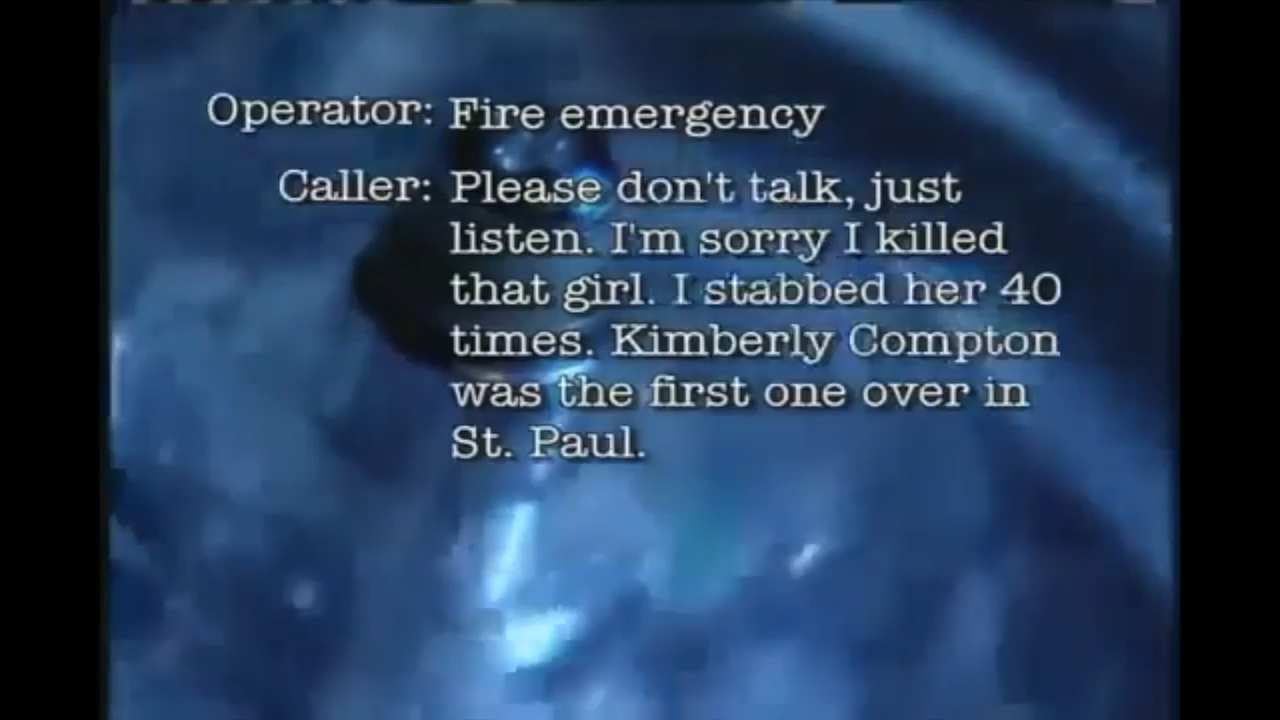 Operator: Fire emergency
Caller: Please don't talk, just
listen. I'm sorry I killed
that girl. I stabbed her 40
times. Kimberly Compton
was the first one over in
St. Paul.